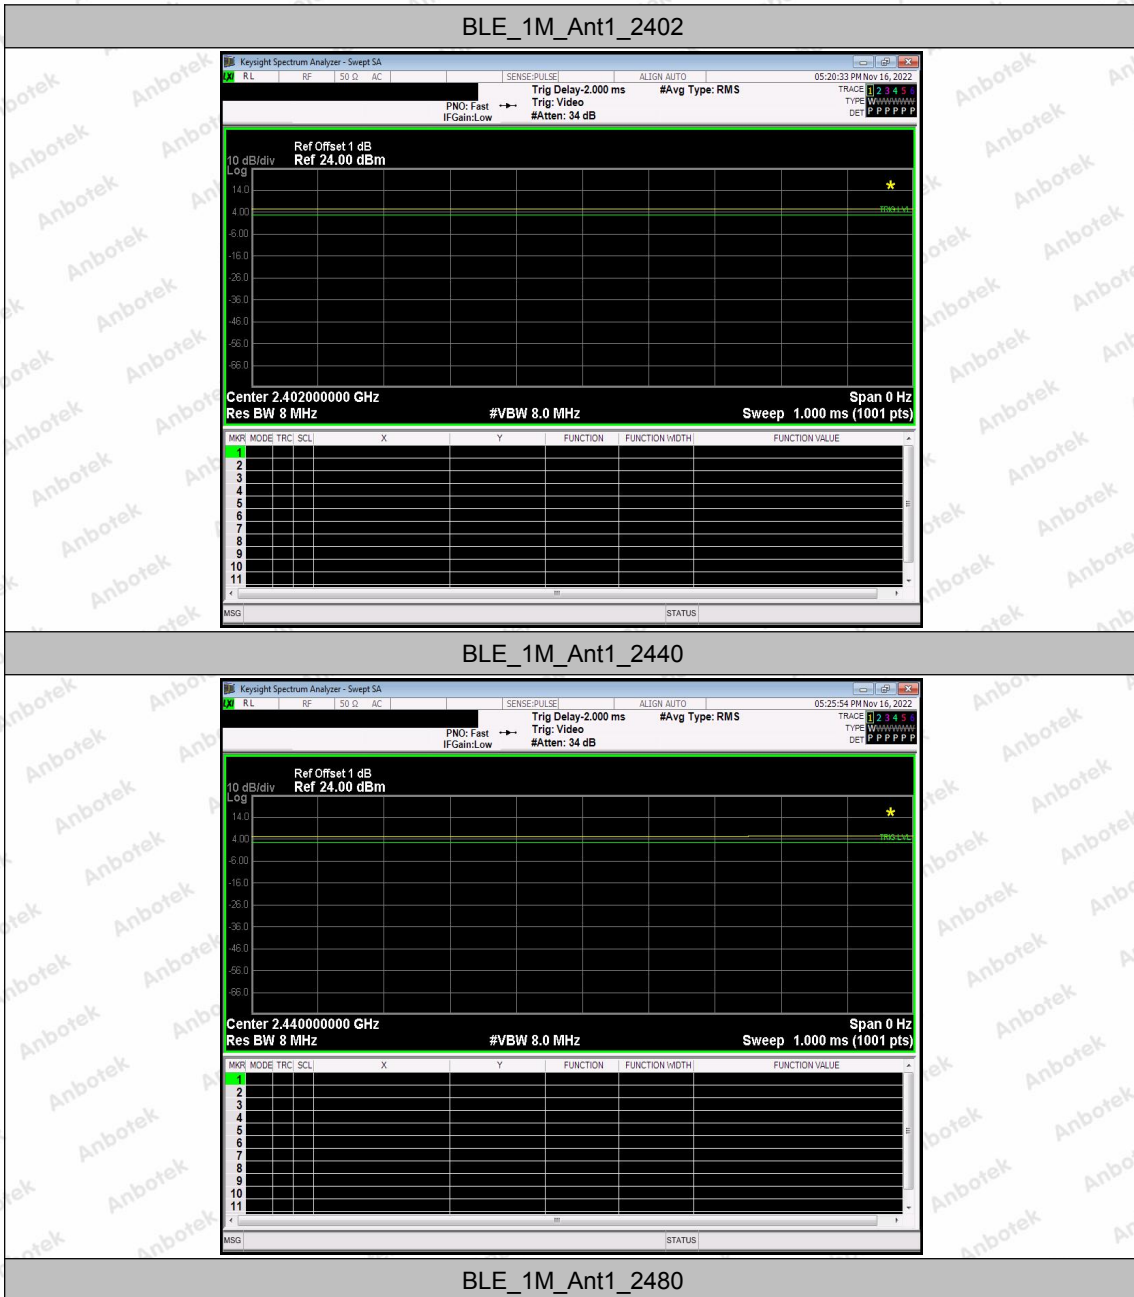 BLE_1M_Ant1_2402
Keysight Spectrum Analyzer - Swept SA
RL RF 50 Ω AC SENSE:PULSE ALIGN AUTO 05:20:33 PM Nov 16, 2022
Trig Delay-2.000 ms #Avg Type: RMS TRACE 1 2 3 4 5 6
PNO: Fast Trig: Video TYPE WWWWWW
IFGain:Low #Atten: 34 dB DET P P P P P P
Ref Offset 1 dB
10 dB/div Ref 24.00 dBm
Log
14.0
4.00 TRIG LVL
-6.00
-16.0
-26.0
-36.0
-46.0
-56.0
-66.0
Center 2.402000000 GHz Span 0 Hz
Res BW 8 MHz #VBW 8.0 MHz Sweep 1.000 ms (1001 pts)
MKR MODE TRC SCL X Y FUNCTION FUNCTION WIDTH FUNCTION VALUE
1
2
3
4
5
6
7
8
9
10
11
MSG STATUS
BLE_1M_Ant1_2440
Keysight Spectrum Analyzer - Swept SA
RL RF 50 Ω AC SENSE:PULSE ALIGN AUTO 05:25:54 PM Nov 16, 2022
Trig Delay-2.000 ms #Avg Type: RMS TRACE 1 2 3 4 5 6
PNO: Fast Trig: Video TYPE WWWWWW
IFGain:Low #Atten: 34 dB DET P P P P P P
Ref Offset 1 dB
10 dB/div Ref 24.00 dBm
Log
14.0
4.00 TRIG LVL
-6.00
-16.0
-26.0
-36.0
-46.0
-56.0
-66.0
Center 2.440000000 GHz Span 0 Hz
Res BW 8 MHz #VBW 8.0 MHz Sweep 1.000 ms (1001 pts)
MKR MODE TRC SCL X Y FUNCTION FUNCTION WIDTH FUNCTION VALUE
1
2
3
4
5
6
7
8
9
10
11
MSG STATUS
BLE_1M_Ant1_2480